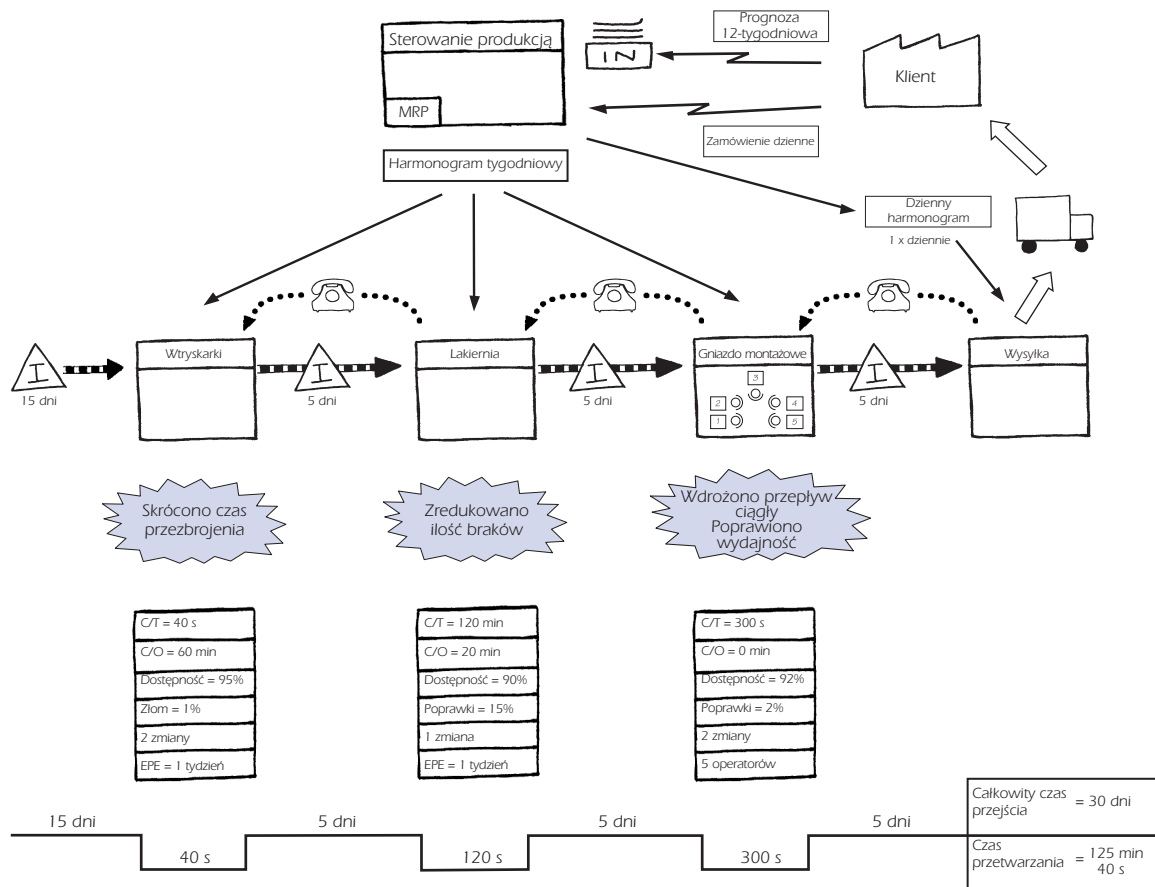 Prognoza
12-tygodniowa
Sterowanie produkcją
IN
Klient
MRP
Zamówienie dzienne
Harmonogram tygodniowy
Dzienny
harmonogram
1 x dziennie
Wtryskarki
Lakiernia
Gniazdo montażowe
Wysyłka
I
I
I
I
3
2
4
1
5
15 dni
5 dni
5 dni
5 dni
Skrócono czas
przezbrojenia
Zredukowano
ilość braków
Wdrożono przepływ
ciągły
Poprawiono
wydajność
C/T = 40 s
C/O = 60 min
Dostępność = 95%
Złom = 1%
2 zmiany
EPE = 1 tydzień
C/T = 120 min
C/O = 20 min
Dostępność = 90%
Poprawki = 15%
1 zmiana
EPE = 1 tydzień
C/T = 300 s
C/O = 0 min
Dostępność = 92%
Poprawki = 2%
2 zmiany
5 operatorów
15 dni
5 dni
5 dni
5 dni
40 s
120 s
300 s
Całkowity czas
przejścia = 30 dni
Czas
przetwarzania = 125 min
40 s